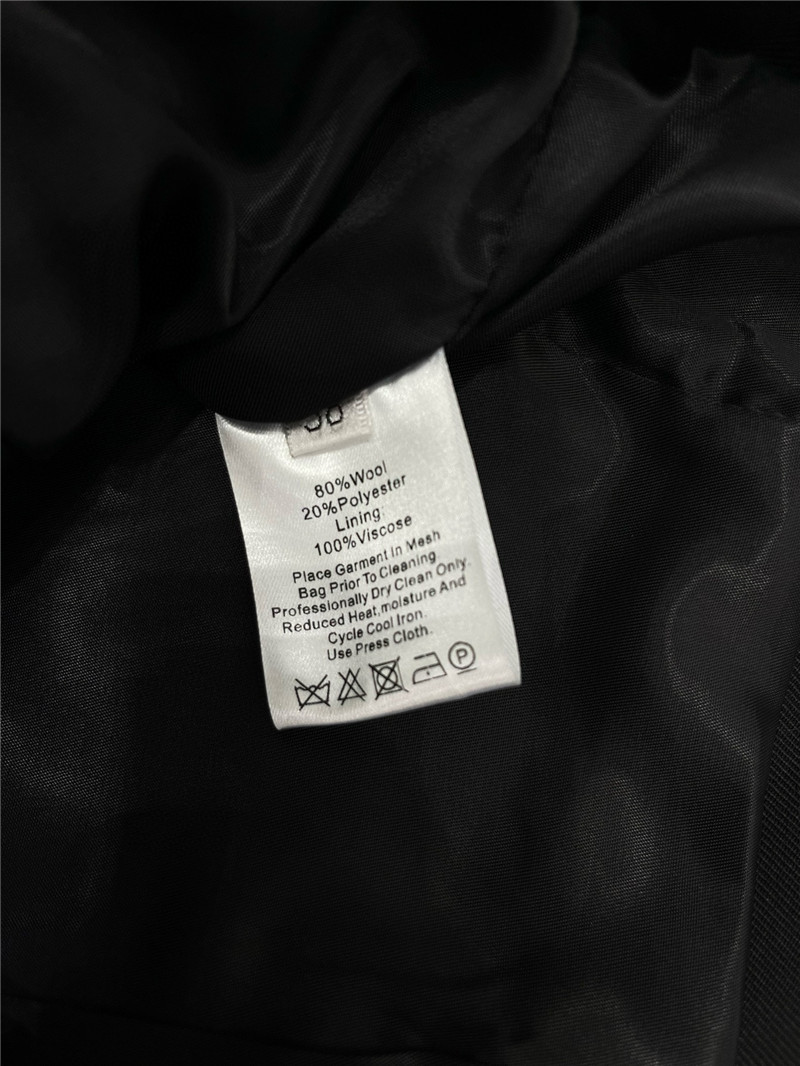 80%Wool
20%Polyester
Lining:
100%Viscose
Place Garment In Mesh
Bag Prior To Cleaning.
Professionally Dry Clean Only.
Reduced Heat,moisture And
Cycle Cool Iron.
Use Press Cloth.
P